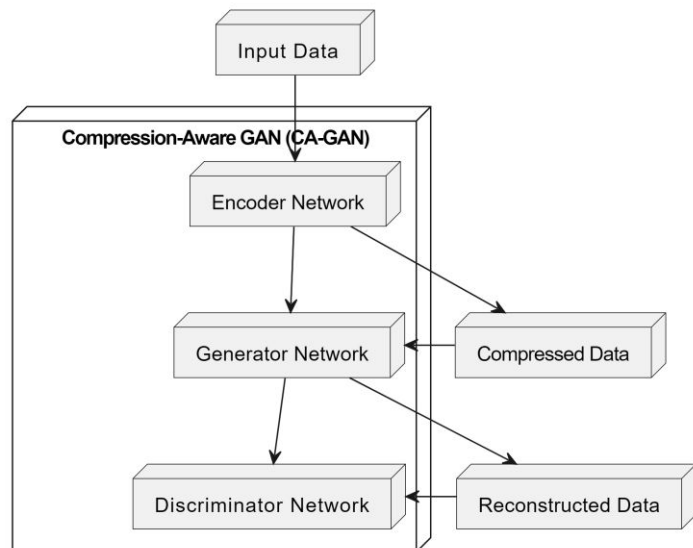 Input Data
Compression-Aware GAN (CA-GAN)
Encoder Network
Generator Network
Compressed Data
Discriminator Network
Reconstructed Data